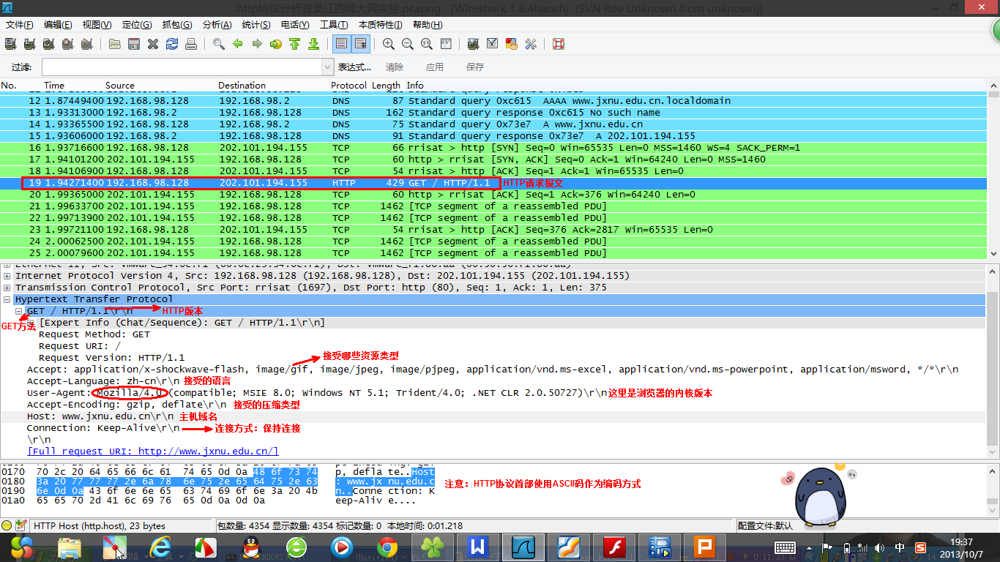 http协议分析登录江西师大网实验.pcapng [Wireshark 1.8.4haochj (SVN Rev Unknown from unknown)]
文件(F) 编辑(E) 视图(V) 定位(G) 抓包(G) 分析(A) 统计(S) 电话(Y) 工具(T) 本质特性(I) 帮助(H)
过滤: 表达式... 清除 应用 保存
No. Time Source Destination Protocol Length Info
12 1.87449400 192.168.98.128 192.168.98.2 DNS 87 Standard query 0xc615 AAAA www.jxnu.edu.cn.localdomain
13 1.93313000 192.168.98.2 192.168.98.128 DNS 162 Standard query response 0xc615 No such name
14 1.93365500 192.168.98.128 192.168.98.2 DNS 75 Standard query 0x73e7 A www.jxnu.edu.cn
15 1.93606000 192.168.98.2 192.168.98.128 DNS 91 Standard query response 0x73e7 A 202.101.194.155
16 1.93716600 192.168.98.128 202.101.194.155 TCP 66 rrisat > http [SYN] Seq=0 Win=65535 Len=0 MSS=1460 WS=4 SACK_PERM=1
17 1.94101200 202.101.194.155 192.168.98.128 TCP 60 http > rrisat [SYN, ACK] Seq=0 Ack=1 Win=64240 Len=0 MSS=1460
18 1.94106900 192.168.98.128 202.101.194.155 TCP 54 rrisat > http [ACK] Seq=1 Ack=1 Win=65535 Len=0
19 1.94271400 192.168.98.128 202.101.194.155 HTTP 429 GET / HTTP/1.1 HTTP请求报文
20 1.99365000 202.101.194.155 192.168.98.128 TCP 60 http > rrisat [ACK] Seq=1 Ack=376 Win=64240 Len=0
21 1.99633700 202.101.194.155 192.168.98.128 TCP 1462 [TCP segment of a reassembled PDU]
22 1.99713900 202.101.194.155 192.168.98.128 TCP 1462 [TCP segment of a reassembled PDU]
23 1.99721100 192.168.98.128 202.101.194.155 TCP 54 rrisat > http [ACK] Seq=376 Ack=2817 Win=65535 Len=0
24 2.00062500 202.101.194.155 192.168.98.128 TCP 1462 [TCP segment of a reassembled PDU]
25 2.00079600 202.101.194.155 192.168.98.128 TCP 1462 [TCP segment of a reassembled PDU]
Internet Protocol Version 4, Src: 192.168.98.128 (192.168.98.128), Dst: 202.101.194.155 (202.101.194.155)
Transmission Control Protocol, Src Port: rrisat (1697), Dst Port: http (80), Seq: 1, Ack: 1, Len: 375
Hypertext Transfer Protocol
GET / HTTP/1.1\r\n HTTP版本
GET方法 [Expert Info (Chat/Sequence): GET / HTTP/1.1\r\n]
Request Method: GET
Request URI: /
Request Version: HTTP/1.1 接受哪些资源类型
Accept: application/x-shockwave-flash, image/gif, image/jpeg, image/pjpeg, application/vnd.ms-excel, application/vnd.ms-powerpoint, application/msword, */*\r\n
Accept-Language: zh-cn\r\n 接受的语言
User-Agent: Mozilla/4.0 (compatible; MSIE 8.0; Windows NT 5.1; Trident/4.0; .NET CLR 2.0.50727)\r\n 这里是浏览器的内核版本
Accept-Encoding: gzip, deflate\r\n 接受的压缩类型
Host: www.jxnu.edu.cn\r\n 主机域名
Connection: Keep-Alive\r\n 连接方式: 保持连接
\r\n
[Full request URI: http://www.jxnu.edu.cn/]
0170 70 2c 20 64 65 66 6c 61 74 65 0d 0a 48 6f 73 74 p, defla te..Host
0180 3a 20 77 77 77 2e 6a 78 6e 75 2e 65 64 75 2e 63 : www.jx nu.edu.c
0190 6e 0d 0a 43 6f 6e 6e 65 63 74 69 6f 6e 3a 20 4b n..Conne ction: K
01a0 65 65 70 2d 41 6c 69 76 65 0d 0a 0d 0a eep-Aliv e....
注意: HTTP协议首部使用ASCII码作为编码方式
HTTP Host (http.host), 23 bytes 包数量: 4354 显示数量: 4354 标记数量: 0 本地时间: 0:01.218 配置文件:默认
中 19:37
2013/10/7